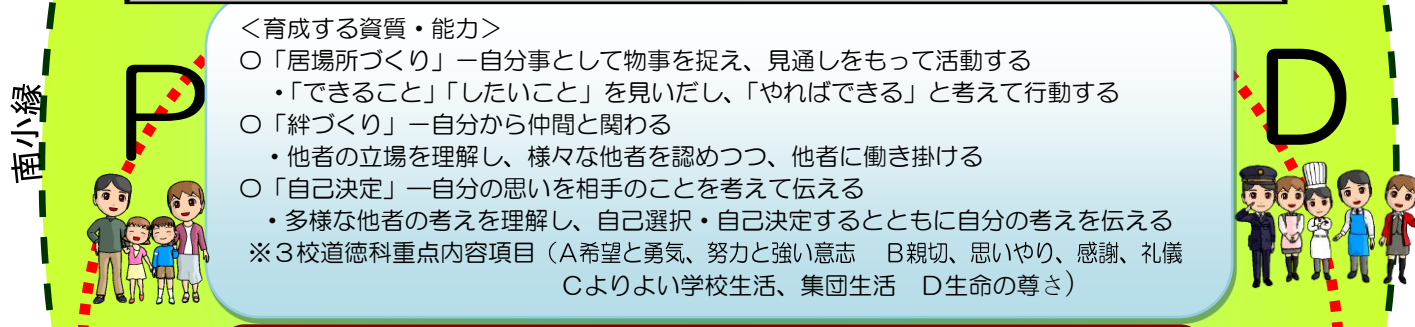 <育成する資質・能力>
〇「居場所づくり」－自分事として物事を捉え、見通しをもって活動する
・「できること」「したいこと」を見いだし、「やればできる」と考えて行動する
〇「絆づくり」－自分から仲間と関わる
・他者の立場を理解し、様々な他者を認めつつ、他者に働き掛ける
〇「自己決定」―自分の思いを相手のことを考えて伝える
・多様な他者の考えを理解し、自己選択・自己決定するとともに自分の考えを伝える
※３校道徳科重点内容項目（Ａ希望と勇気、努力と強い意志　Ｂ親切、思いやり、感謝、礼儀
Ｃよりよい学校生活、集団生活　Ｄ生命の尊さ）
P
D
南小縁